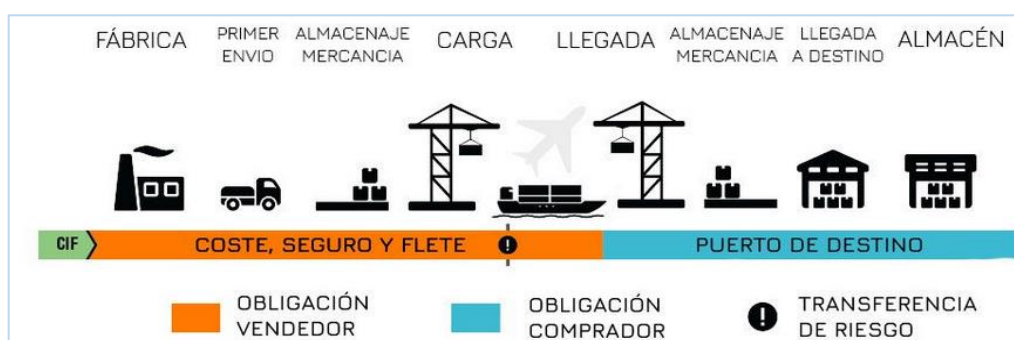 FÁBRICA
PRIMER
ENVIO
ALMACENAJE
MERCANCIA
CARGA
LLEGADA
ALMACENAJE
MERCANCIA
LLEGADA
A DESTINO
ALMACÉN
CIF
COSTE, SEGURO Y FLETE
PUERTO DE DESTINO
OBLIGACIÓN
VENDEDOR
OBLIGACIÓN
COMPRADOR
TRANSFERENCIA
DE RIESGO